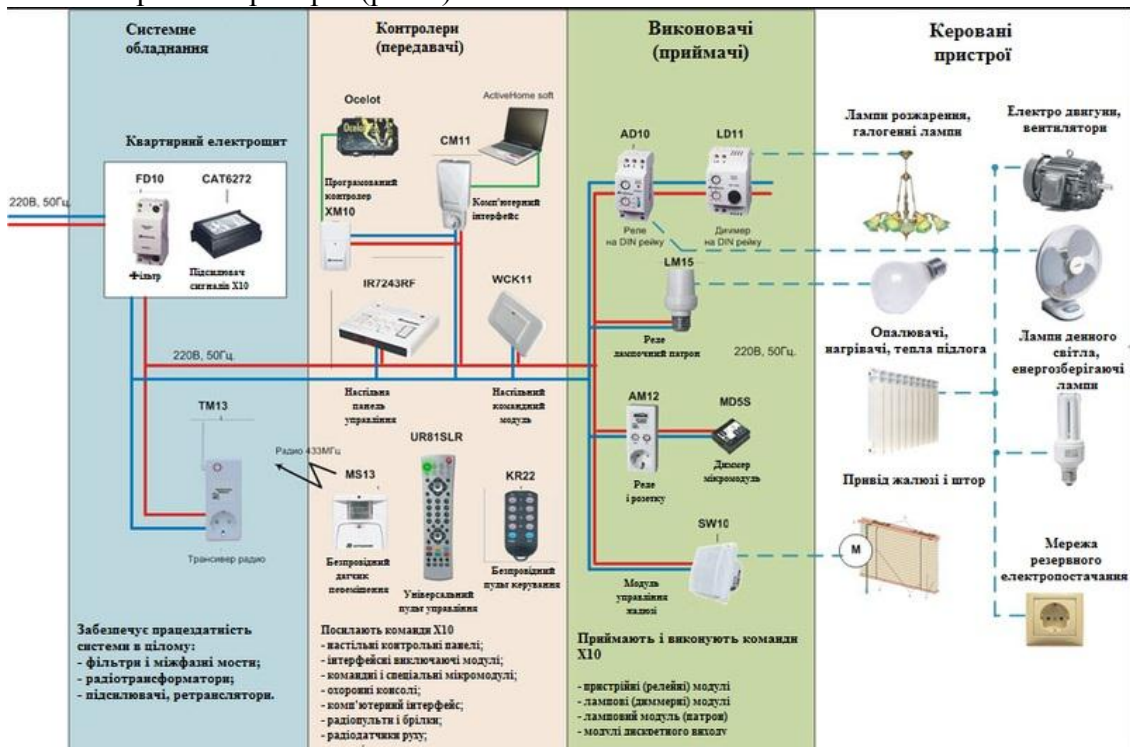 Системне
обладнання
Квартирний електрощит
FD10
CAT6272
220В, 50Гц.
Фільтр
Підсилювач
сигналів X10
220В, 50Гц.
TM13
Радио 433МГц
Трансивер радио
Забезпечує працездатність
системи в цілому:
- фільтри і міжфазні мости;
- радіотрансформатори;
- підсилювачі, ретранслятори.
Контролери
(передавачі)
Ocelot
ActiveHome soft
CM11
Програмований
контролер
XM10
Комп'ютерний
інтерфейс
IR7243RF
WCK11
Настільна
панель
управління
Настільний
командний
модуль
UR81SLR
MS13
KR22
Безпровідний
датчик
переміщення
Універсальний
пульт управління
Безпровідний
пульт керування
Посилають команди X10
- настільні контрольні панелі;
- інтерфейсні виключаючі модулі;
- командні і спеціальні мікромодулі;
- охоронні консолі;
- комп'ютерний інтерфейс;
- радіопульти і брілки;
- радіодатчики руху;
Виконовачі
(приймачі)
AD10
LD11
Реле
на DIN рейку
Диммер
на DIN рейку
LM15
Реле
лампочний патрон
220В, 50Гц.
AM12
MD5S
Реле
і розетку
Диммер
мікромодуль
SW10
Модуль
управління
жалюзі
Приймають і виконують команди
X10
- пристрійні (релейні) модулі
- лампові (диммерні) модулі
- ламповий модуль (патрон)
- модулі дискретного виходу
Керовані
пристрої
Лампи розжарення,
галогенні лампи
Електро двигуни,
вентилятори
Опалювачі,
нагрівачі, тепла підлога
Лампи денного
світла,
енергозберігаючі
лампи
Привід жалюзі і штор
M
Мережа
резервного
електропостачання